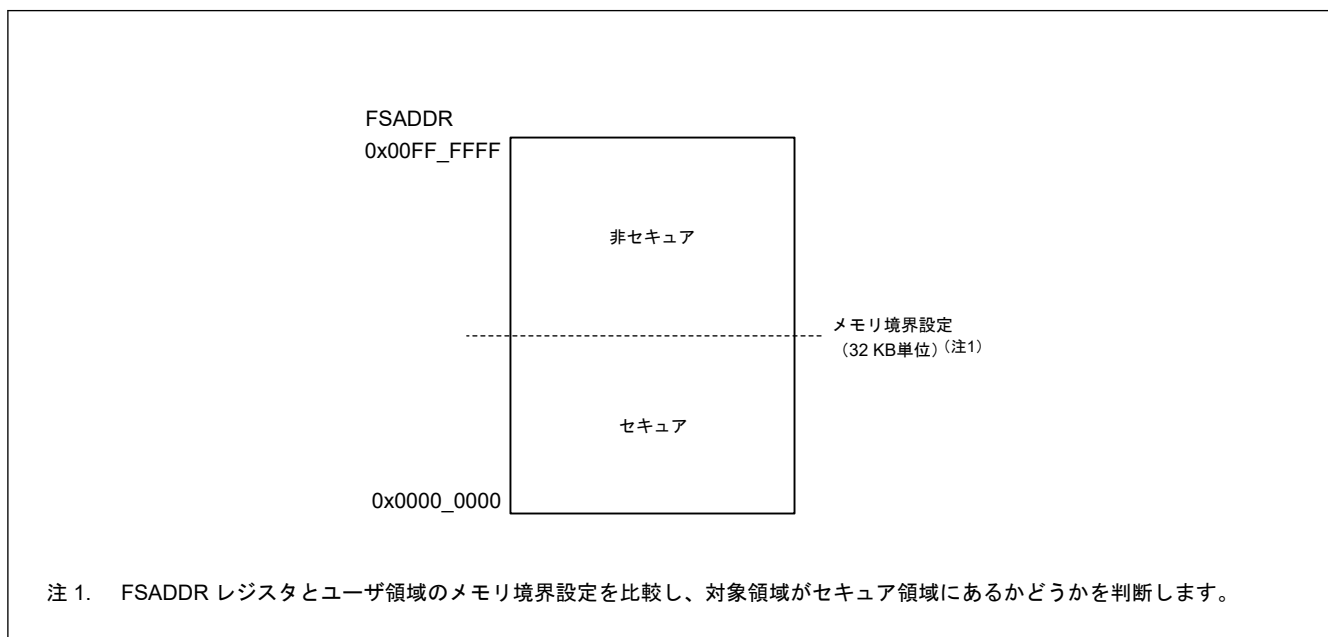 FSADDR
0x00FF_FFFF
非セキュア
メモリ境界設定
（32 KB単位）（注1）
セキュア
0x0000_0000
注 1. FSADDR レジスタとユーザ領域のメモリ境界設定を比較し、対象領域がセキュア領域にあるかどうかを判断します。